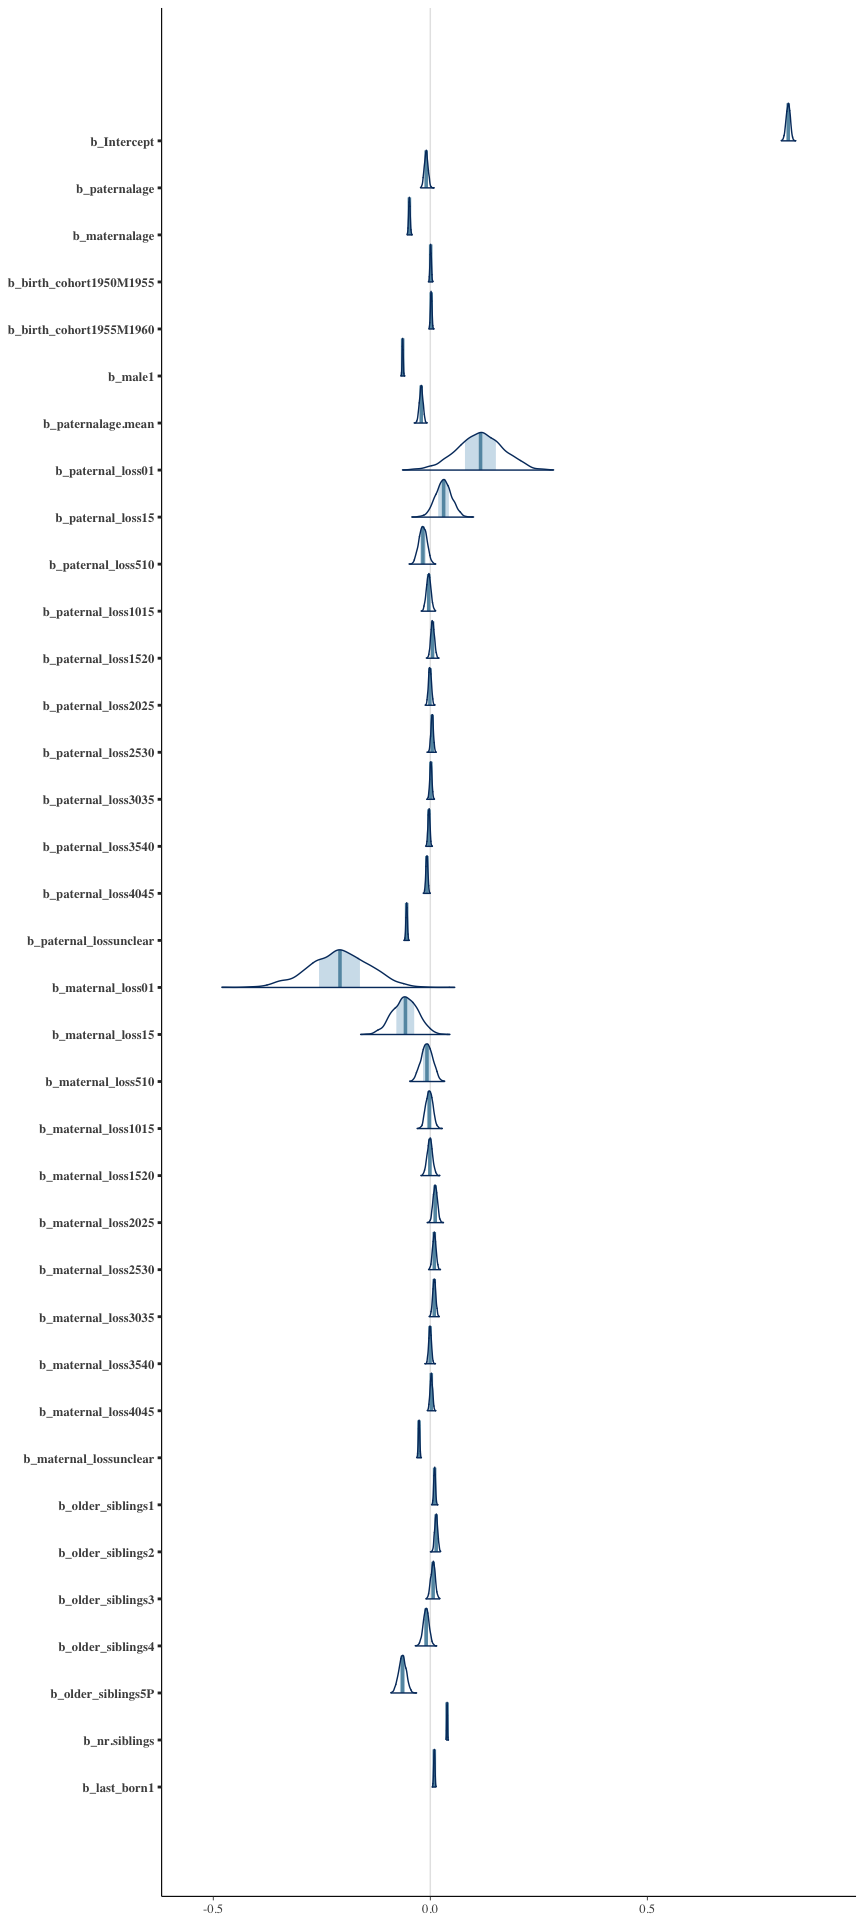 b_Intercept
b_paternalage
b_maternalage
b_birth_cohort1950M1955
b_birth_cohort1955M1960
b_male1
b_paternalage.mean
b_paternal_loss01
b_paternal_loss15
b_paternal_loss510
b_paternal_loss1015
b_paternal_loss1520
b_paternal_loss2025
b_paternal_loss2530
b_paternal_loss3035
b_paternal_loss3540
b_paternal_loss4045
b_paternal_lossunclear
b_maternal_loss01
b_maternal_loss15
b_maternal_loss510
b_maternal_loss1015
b_maternal_loss1520
b_maternal_loss2025
b_maternal_loss2530
b_maternal_loss3035
b_maternal_loss3540
b_maternal_loss4045
b_maternal_lossunclear
b_older_siblings1
b_older_siblings2
b_older_siblings3
b_older_siblings4
b_older_siblings5P
b_nr.siblings
b_last_born1
-0.5 0.0 0.5